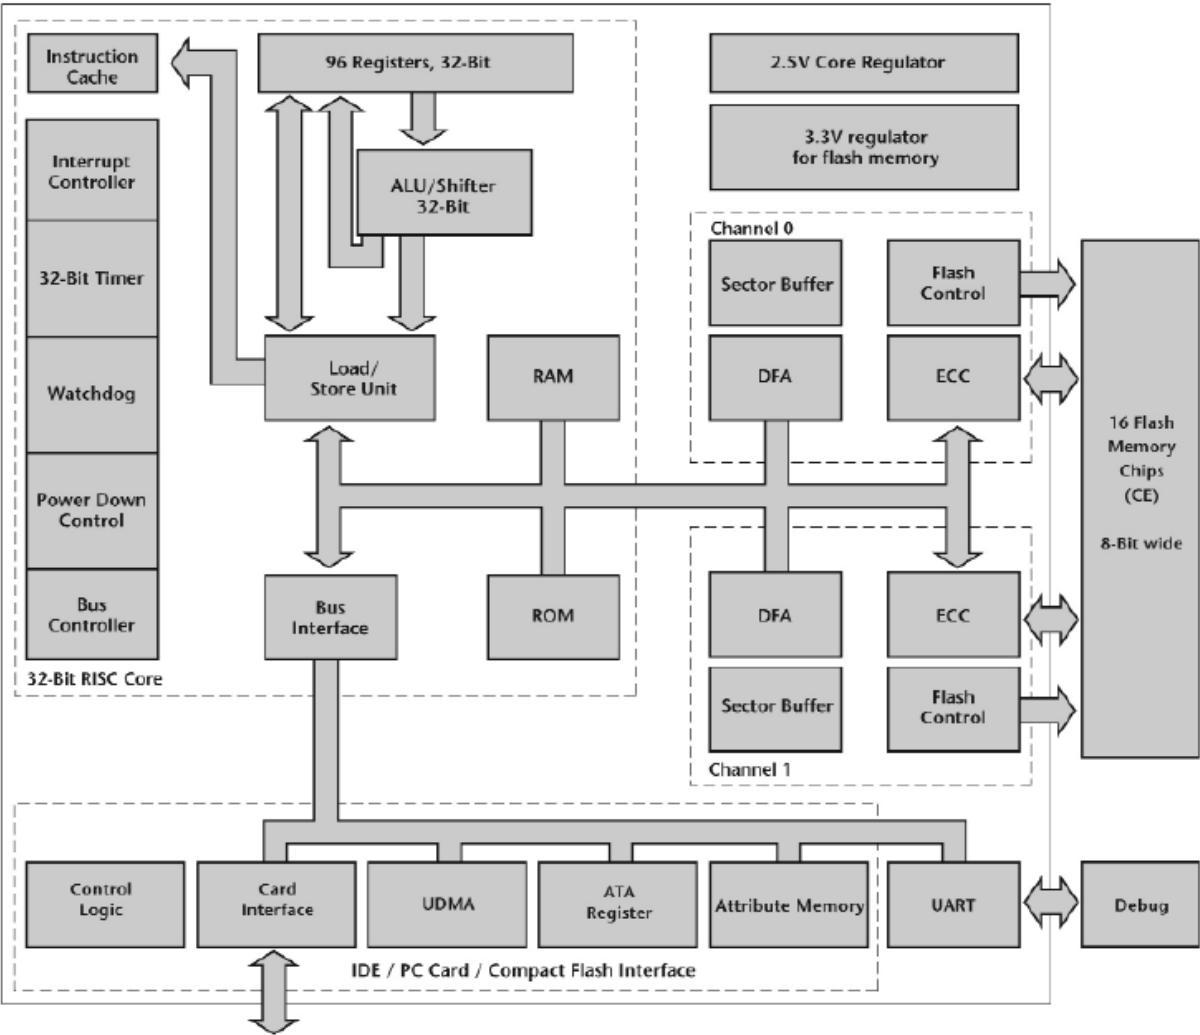 Instruction
Cache
96 Registers, 32-Bit
2.5V Core Regulator
3.3V regulator
for flash memory
Interrupt
Controller
ALU/Shifter
32-Bit
Channel 0
Sector Buffer
Flash
Control
32-Bit Timer
Load/
Store Unit
RAM
DFA
ECC
Watchdog
16 Flash
Memory
Chips
(CE)
8-Bit wide
Power Down
Control
Bus
Controller
Bus
Interface
ROM
DFA
ECC
32-Bit RISC Core
Sector Buffer
Flash
Control
Channel 1
Control
Logic
Card
Interface
UDMA
ATA
Register
Attribute Memory
UART
Debug
IDE / PC Card / Compact Flash Interface